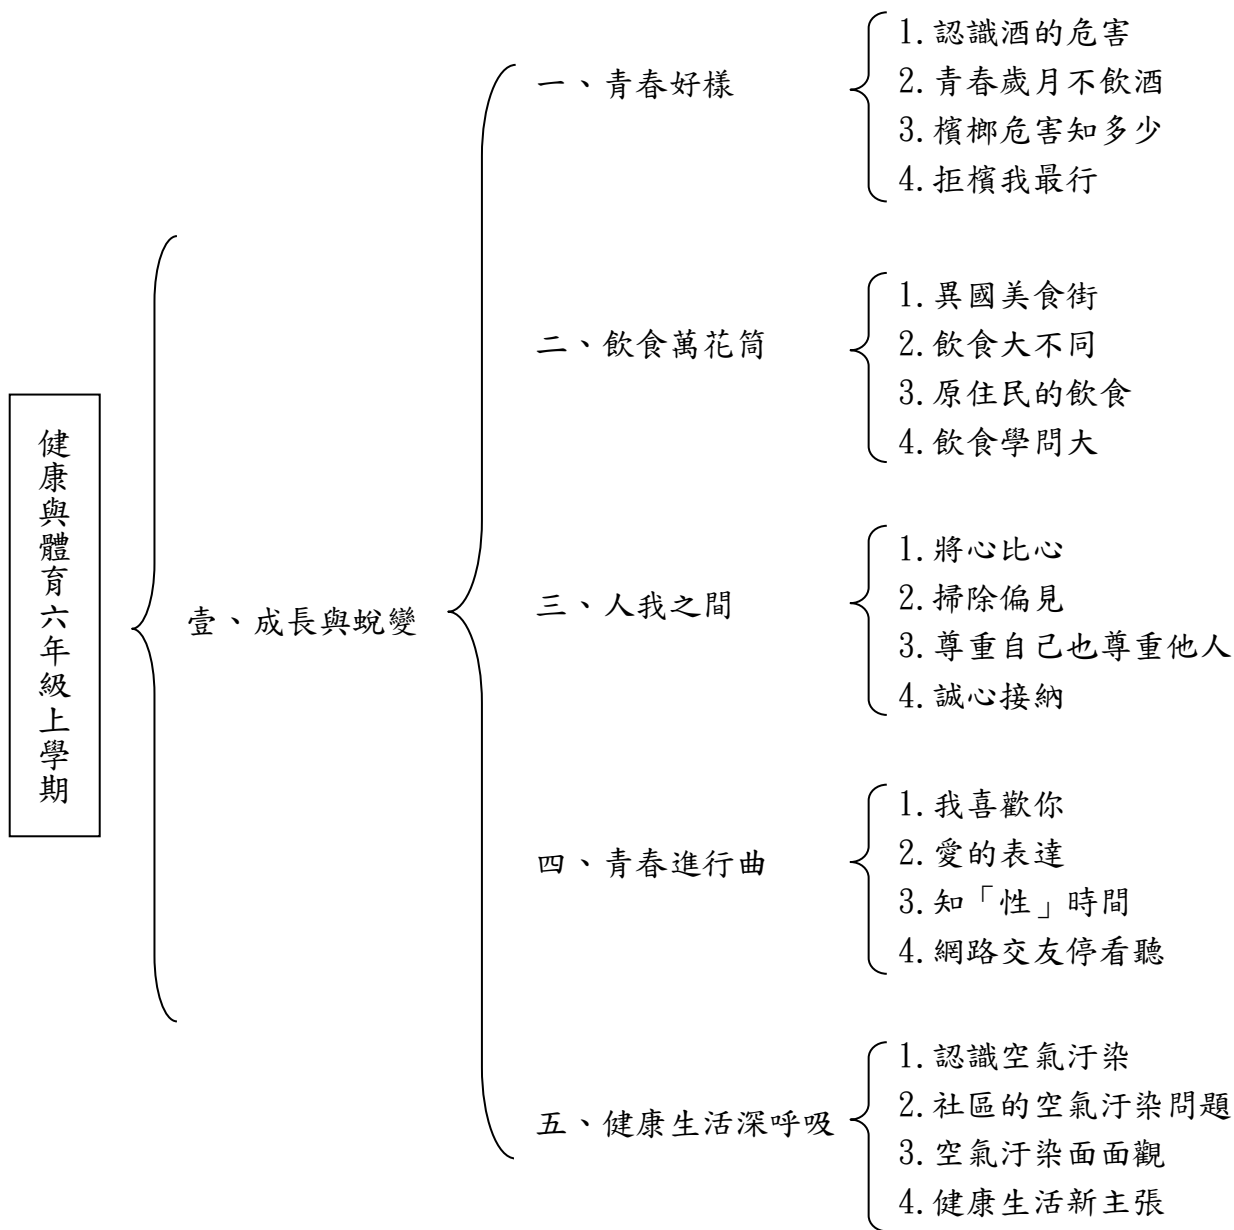 健康與體育六年級上學期
壹、成長與蛻變
一、青春好樣
1.認識酒的危害
2.青春歲月不飲酒
3.檳榔危害知多少
4.拒檳我最行
二、飲食萬花筒
1.異國美食街
2.飲食大不同
3.原住民的飲食
4.飲食學問大
三、人我之間
1.將心比心
2.掃除偏見
3.尊重自己也尊重他人
4.誠心接納
四、青春進行曲
1.我喜歡你
2.愛的表達
3.知「性」時間
4.網路交友停看聽
五、健康生活深呼吸
1.認識空氣汙染
2.社區的空氣汙染問題
3.空氣汙染面面觀
4.健康生活新主張